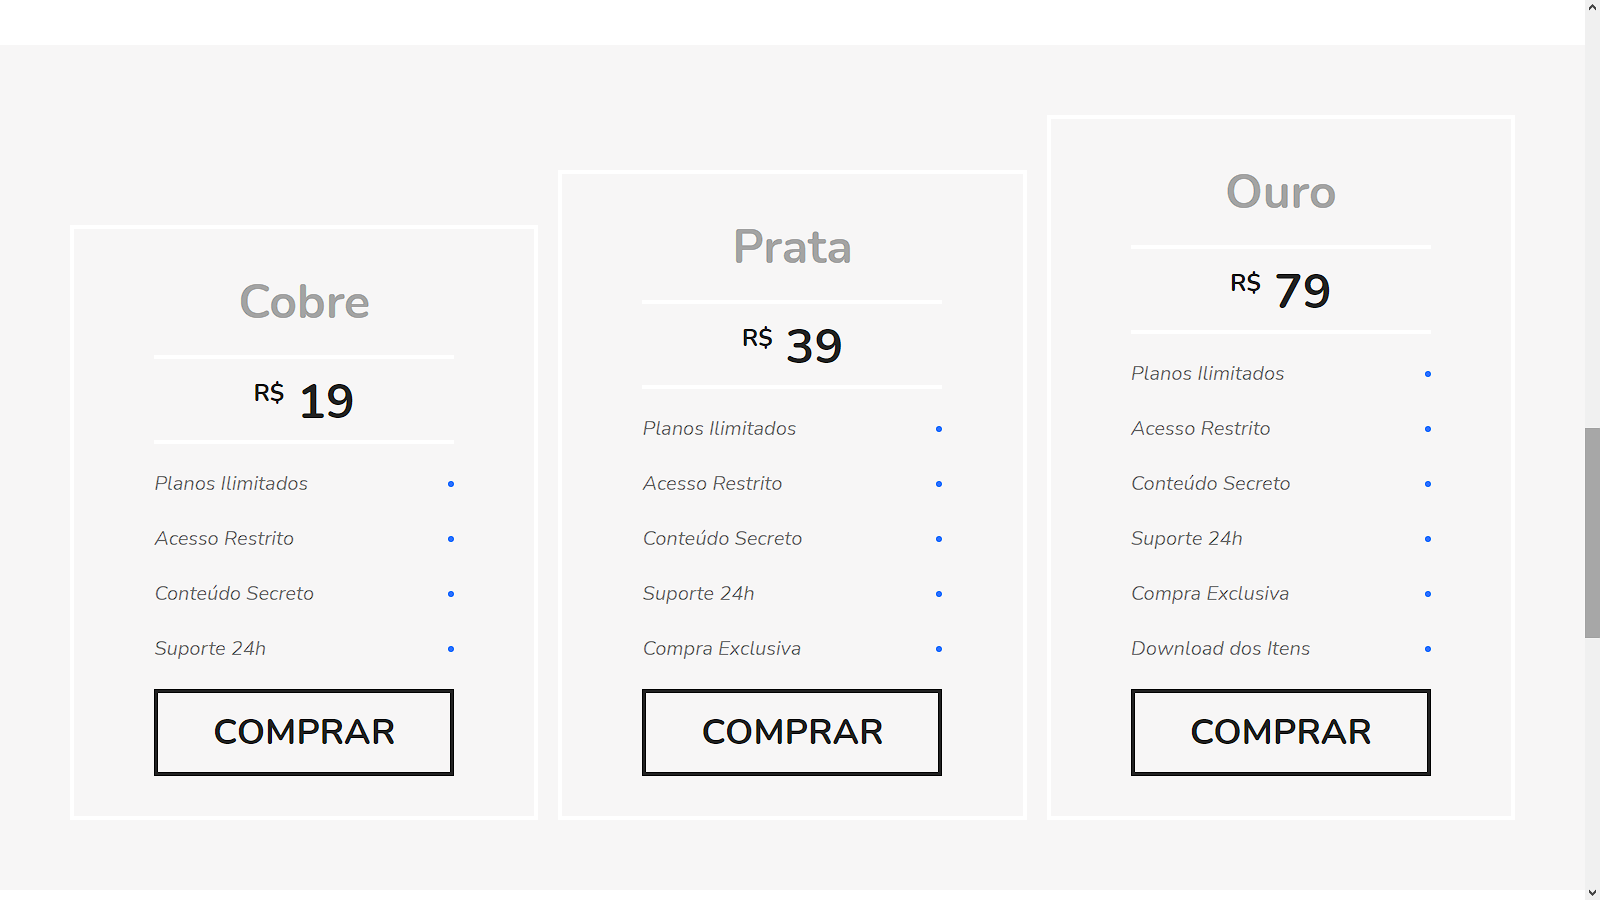 Cobre
R$ 19
Planos Ilimitados
Acesso Restrito
Conteúdo Secreto
Suporte 24h
COMPRAR
Prata
R$ 39
Planos Ilimitados
Acesso Restrito
Conteúdo Secreto
Suporte 24h
Compra Exclusiva
COMPRAR
Ouro
R$ 79
Planos Ilimitados
Acesso Restrito
Conteúdo Secreto
Suporte 24h
Compra Exclusiva
Download dos Itens
COMPRAR